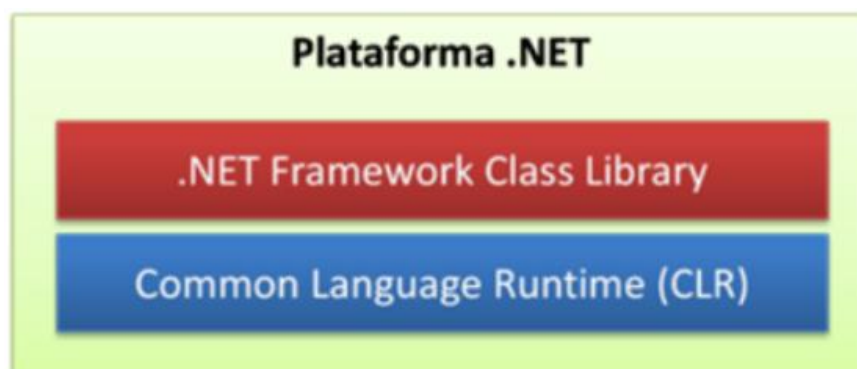 Plataforma .NET
.NET Framework Class Library
Common Language Runtime (CLR)